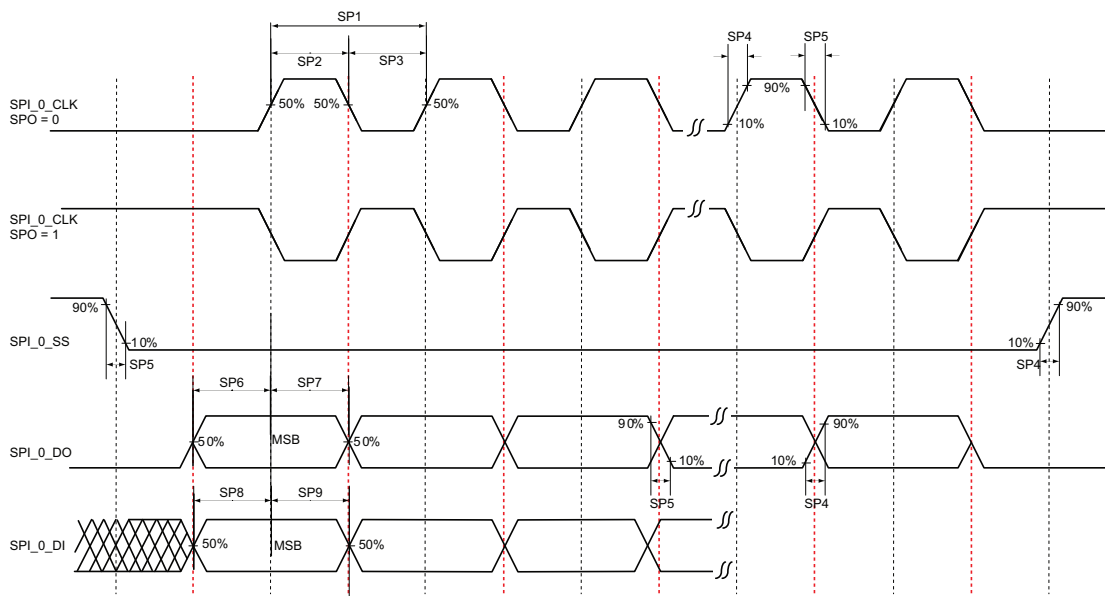 SP1
SP4
SP5
SP2
SP3
SPI_0_CLK
SPO = 0
50%
50%
50%
90%
10%
10%
SPI_0_CLK
SPO = 1
90%
90%
SPI_0_SS
10%
10%
SP5
SP4
SP6
SP7
90%
90%
50%
MSB
50%
SPI_0_DO
10%
10%
SP5
SP4
SP8
SP9
SPI_0_DI
50%
MSB
50%